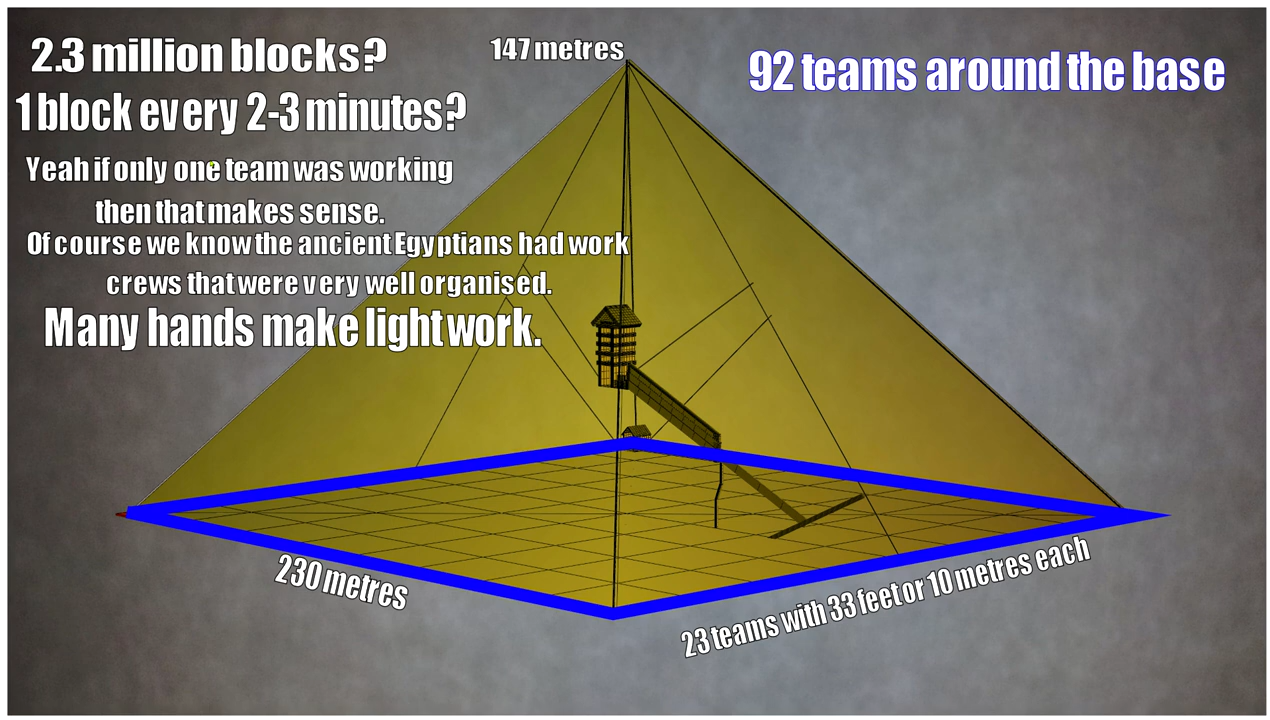 2.3 million blocks?
147 metres
92 teams around the base
1 block every 2-3 minutes?
Yeah if only one team was working
then that makes sense.
Of course we know the ancient Egyptians had work
crews that were very well organised.
Many hands make light work.
230 metres
23 teams with 33 feet or 10 metres each